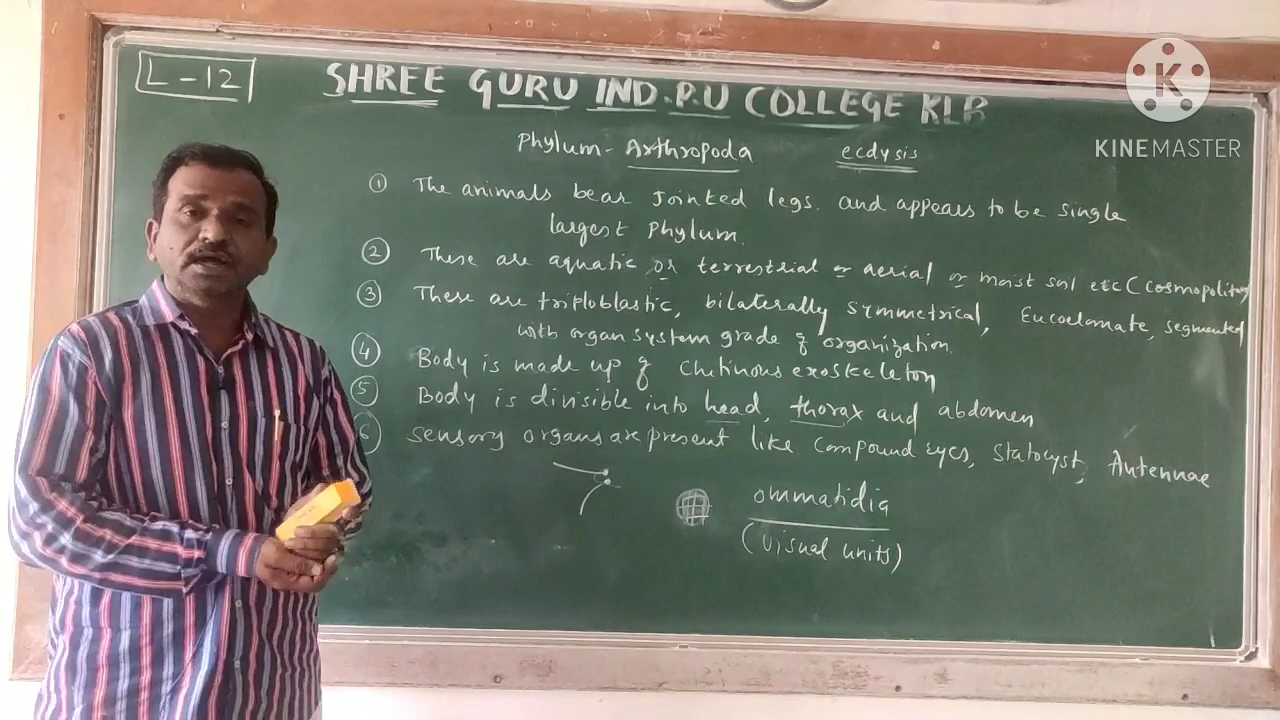 L-12
SHREE GURU IND.P.U COLLEGE KLB
K
KINEMASTER
Phylum - Arthropoda ecdysis
① The animals bear Jointed legs. and appears to be single
largest Phylum.
② These are aquatic or terrestrial or aerial or moist soil etc (cosmopolitan
③ These are triploblastic, bilaterally symmetrical, Eucoelomate, segmented
with organ system grade of organization.
④ Body is made up of Chitinous exoskeleton
⑤ Body is divisible into head, thorax and abdomen
⑥ Sensory organs are present like Compound eyes, Statocyst, Antennae
ommatidia
(visual units)